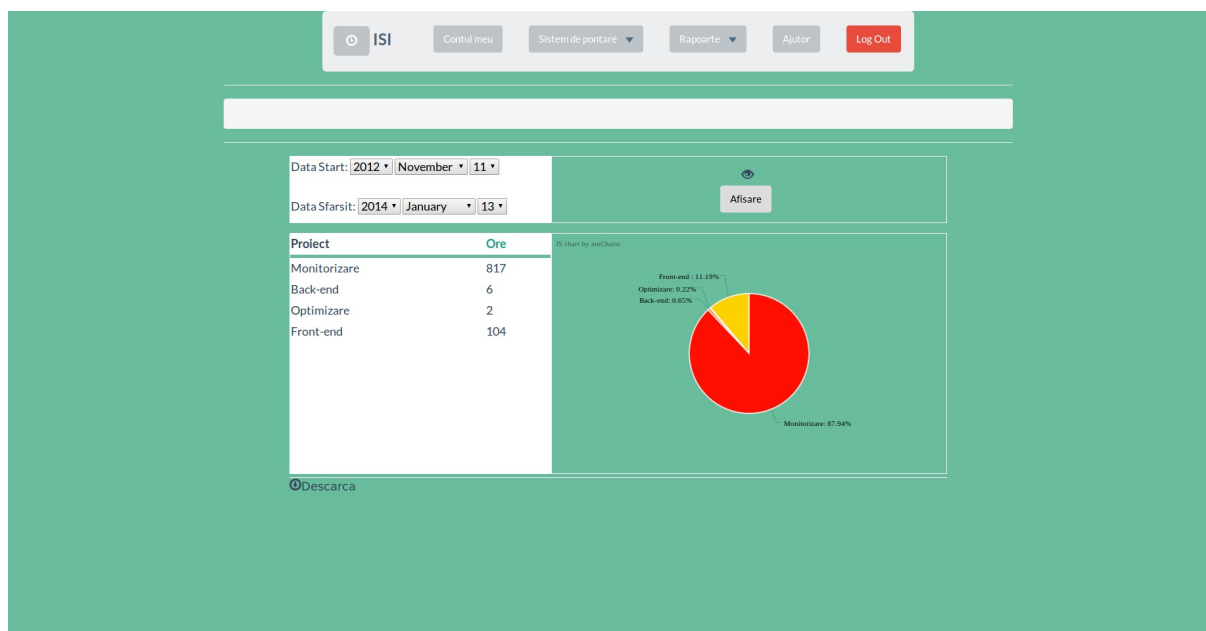 ISI Contul meu Sistem de pontare Rapoarte Ajutor Log Out
Data Start: 2012 November 11
Afisare
Data Sfarsit: 2014 January 13
Proiect Ore
Monitorizare 817
Back-end 6
Optimizare 2
Front-end 104
JS chart by amCharts
Front-end : 11.19%
Optimizare: 0.22%
Back-end: 0.65%
Monitorizare: 87.94%
Descarca